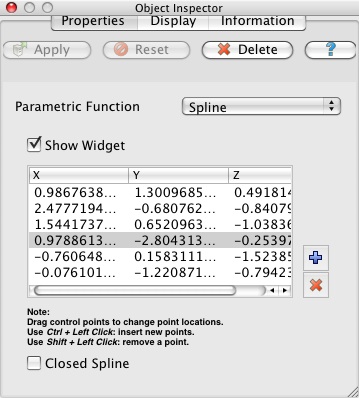 Object Inspector
Properties Display Information
Apply Reset Delete ?
Parametric Function Spline
Show Widget
X Y Z
0.9867638... 1.3009685... 0.491814
2.4777194... -0.680762... -0.84079
1.5441737... 0.6520963... -1.03836
0.9788613... -2.804313... -0.25397
-0.760648... 0.1583111... -1.52385
-0.076101... -1.220871... -0.79423
Note:
Drag control points to change point locations.
Use Ctrl + Left Click: insert new points.
Use Shift + Left Click: remove a point.
Closed Spline